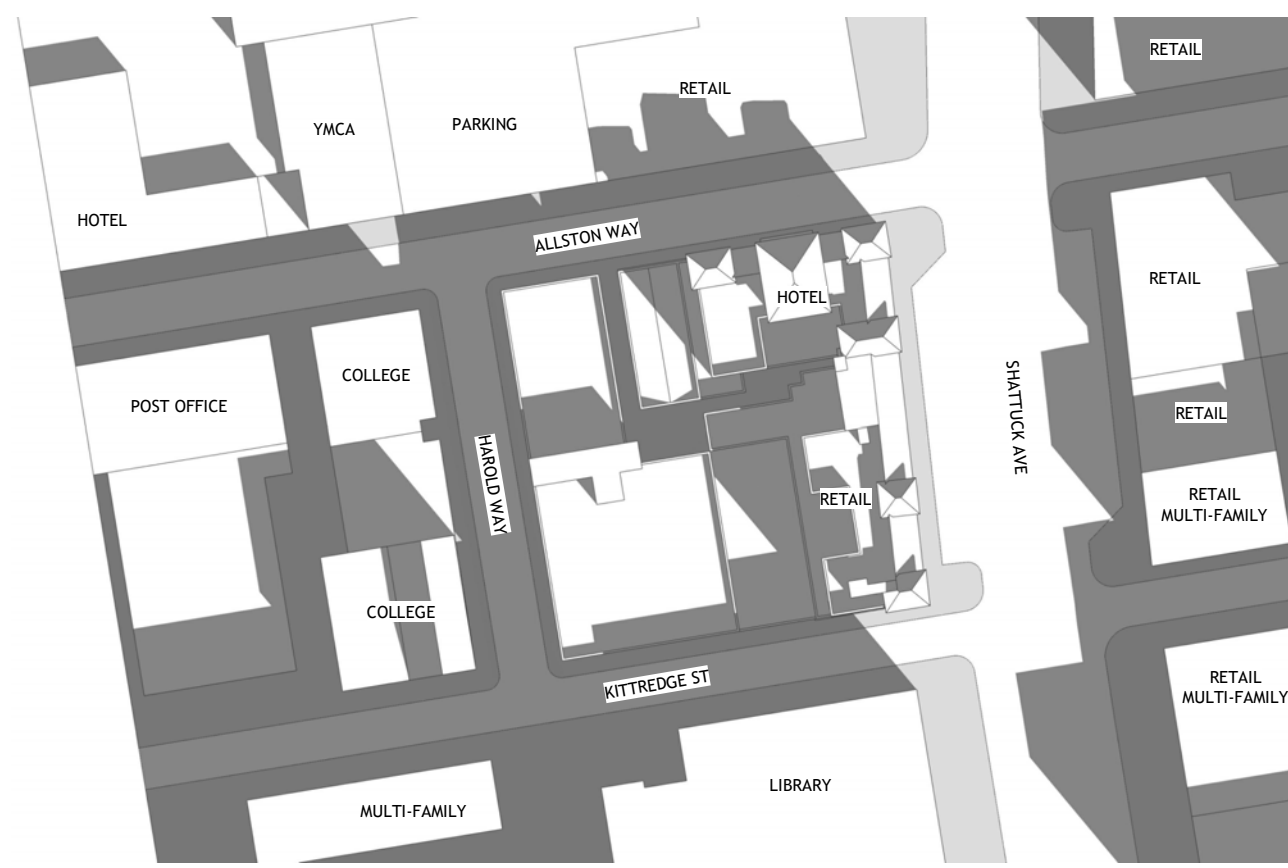 RETAIL
RETAIL
YMCA
PARKING
HOTEL
ALLSTON WAY
RETAIL
HOTEL
COLLEGE
POST OFFICE
SHATTUCK AVE
RETAIL
HAROLD WAY
RETAIL
RETAIL
MULTI-FAMILY
COLLEGE
KITTREDGE ST
RETAIL
MULTI-FAMILY
LIBRARY
MULTI-FAMILY